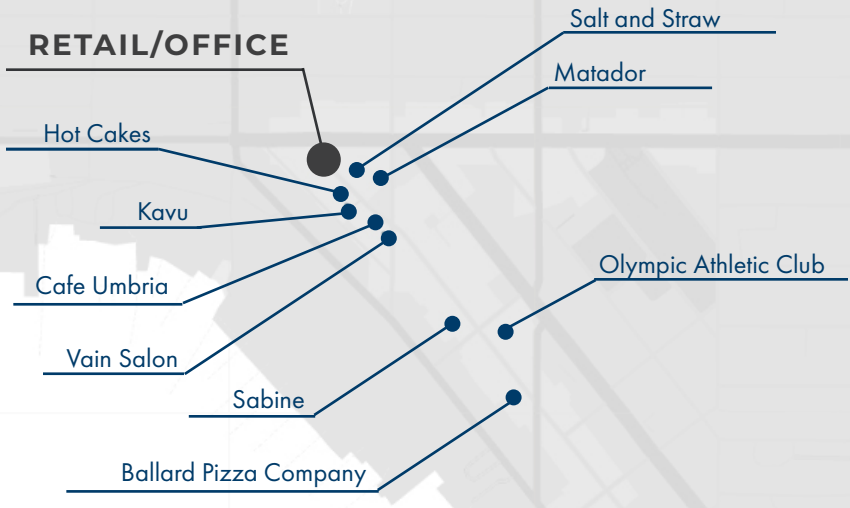 Salt and Straw
RETAIL/OFFICE
Matador
Hot Cakes
Kavu
Olympic Athletic Club
Cafe Umbria
Vain Salon
Sabine
Ballard Pizza Company